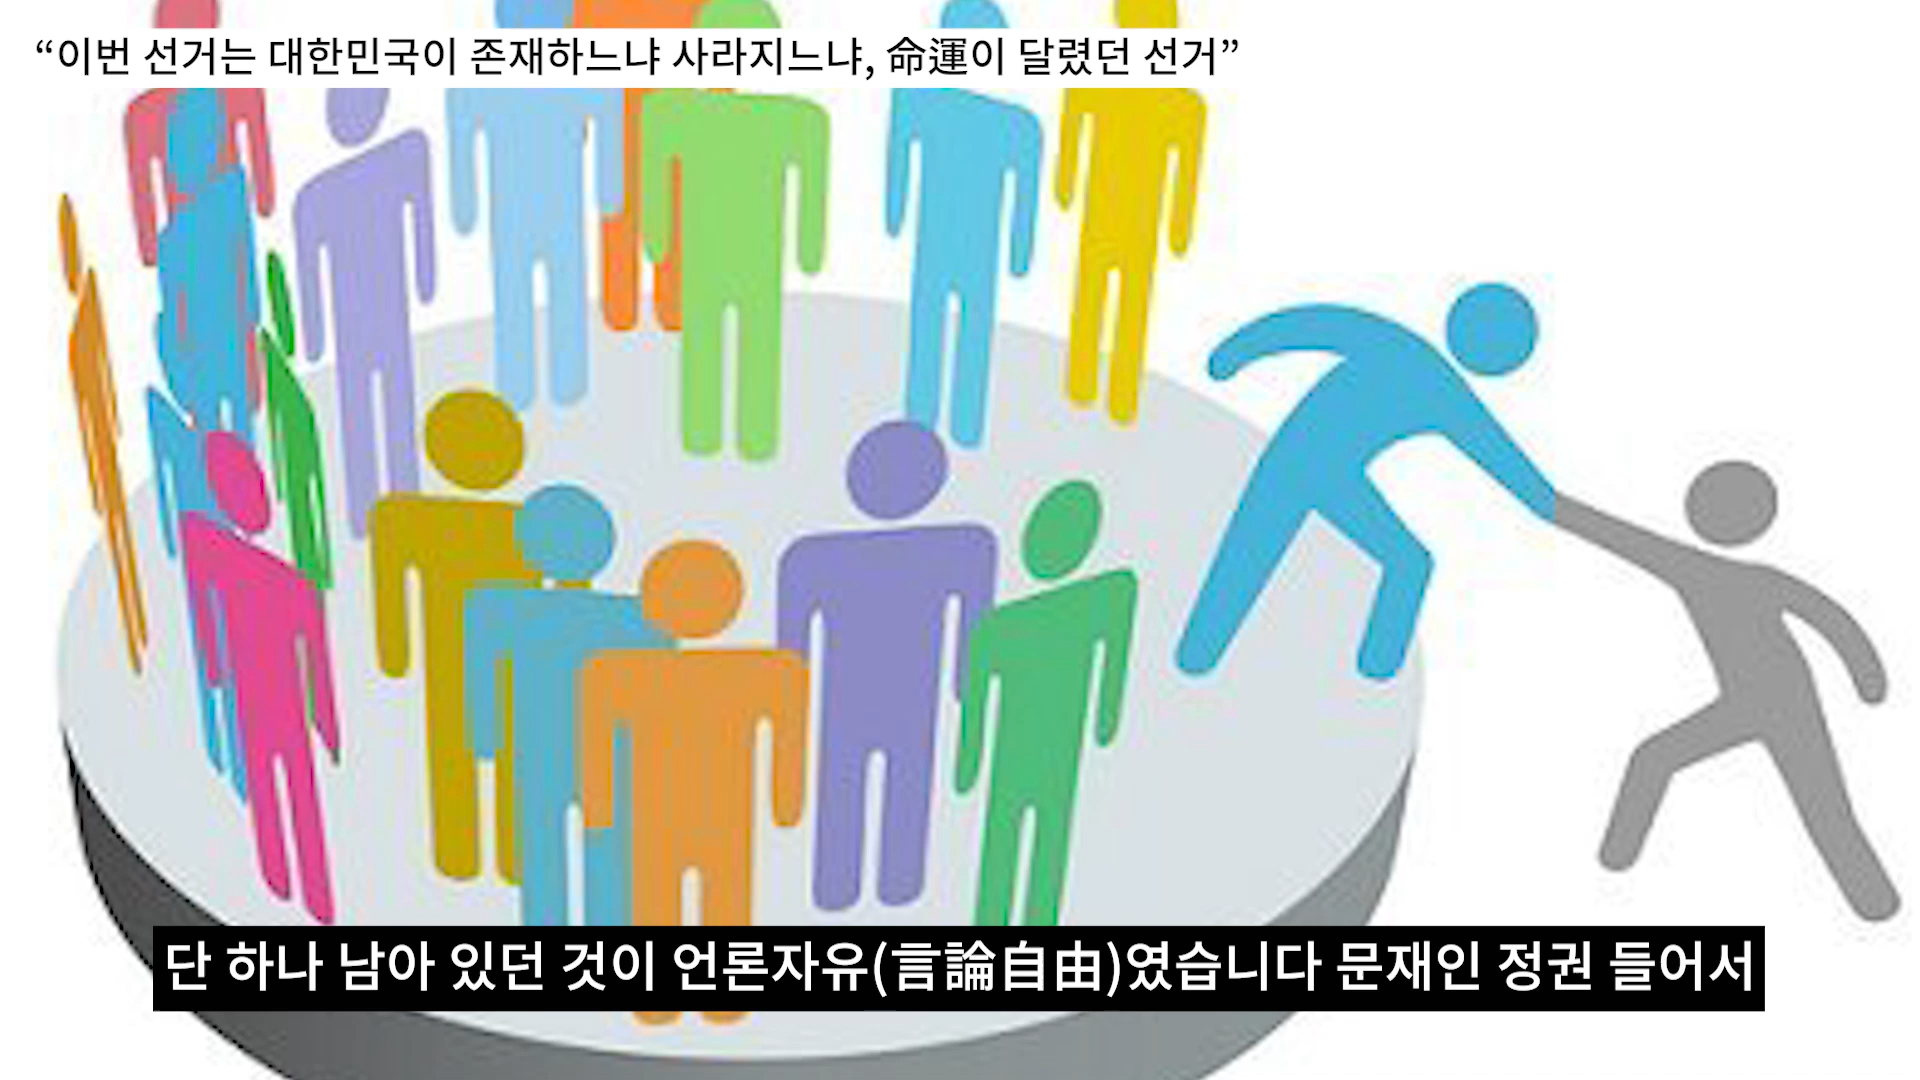 “이번 선거는 대한민국이 존재하느냐 사라지느냐, 命運이 달렸던 선거”
단 하나 남아 있던 것이 언론자유(言論自由)였습니다 문재인 정권 들어서